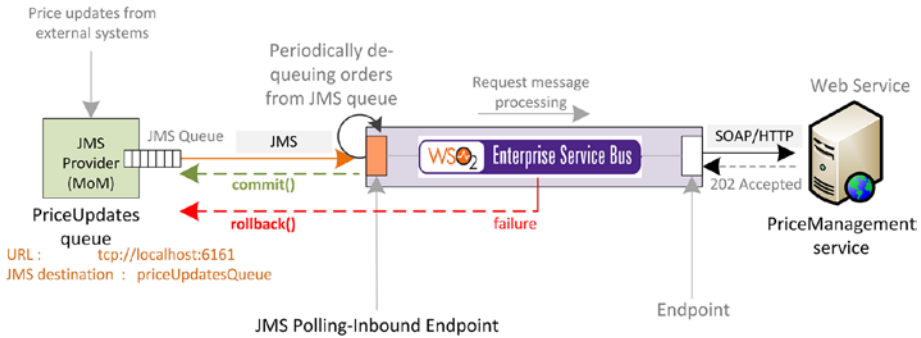 Price updates from
external systems
Periodically de-
queuing orders
from JMS queue
Request message
processing
Web Service
JMS
Provider
(MoM)
JMS Queue
JMS
WSO2 Enterprise Service Bus
SOAP/HTTP
202 Accepted
commit()
rollback()
failure
PriceUpdates
queue
PriceManagement
service
URL : tcp://localhost:6161
JMS destination : priceUpdatesQueue
JMS Polling-Inbound Endpoint
Endpoint